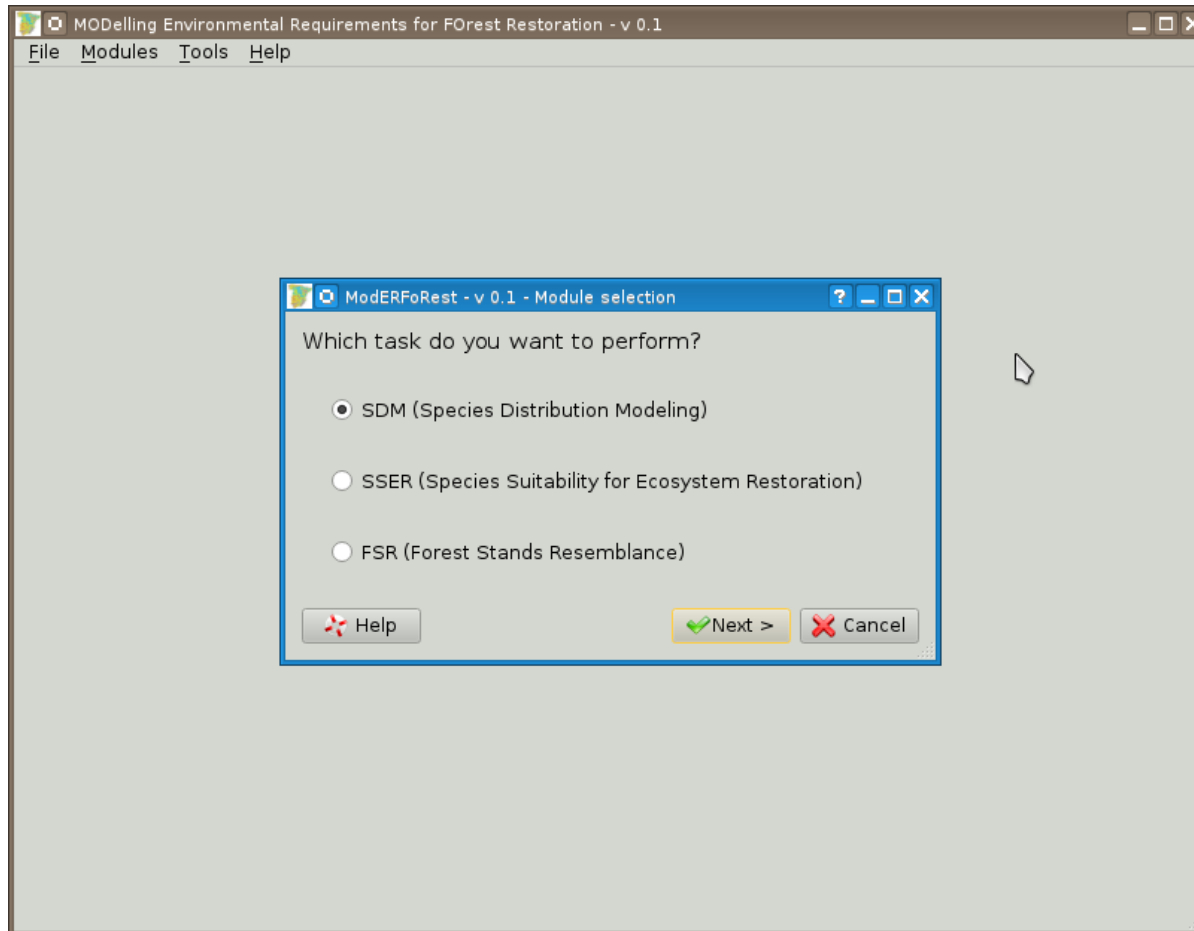 MODelling Environmental Requirements for FOrest Restoration - v 0.1
File Modules Tools Help
ModERFoRest - v 0.1 - Module selection
Which task do you want to perform?
SDM (Species Distribution Modeling)
SSER (Species Suitability for Ecosystem Restoration)
FSR (Forest Stands Resemblance)
Help Next > Cancel